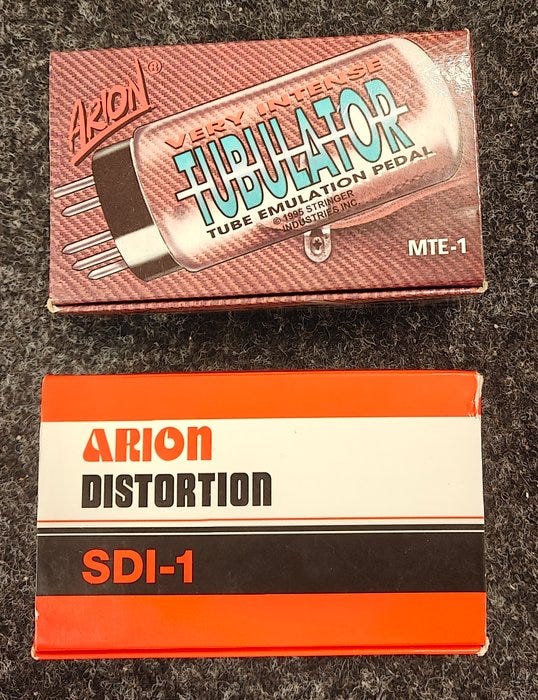 ARION®
VERY INTENSE
TUBULATOR
TUBE EMULATION PEDAL
© 1995 STRINGER
INDUSTRIES INC.
MTE-1
ARION
DISTORTION
SDI-1